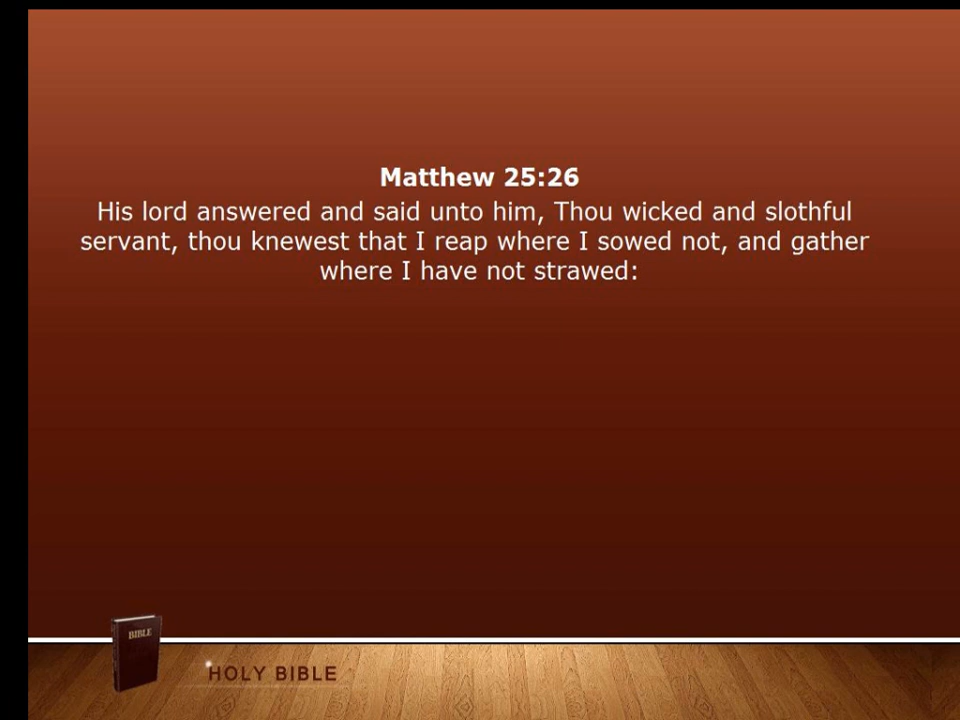 Matthew 25:26
His lord answered and said unto him, Thou wicked and slothful
servant, thou knewest that I reap where I sowed not, and gather
where I have not strawed:
BIBLE
HOLY BIBLE